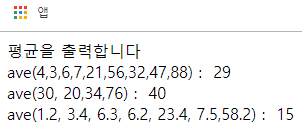 앱
평균을 출력합니다
ave(4,3,6,7,21,56,32,47,88) : 29
ave(30, 20,34,76) : 40
ave(1.2, 3.4, 6.3, 6.2, 23.4, 7.5,58.2) : 15